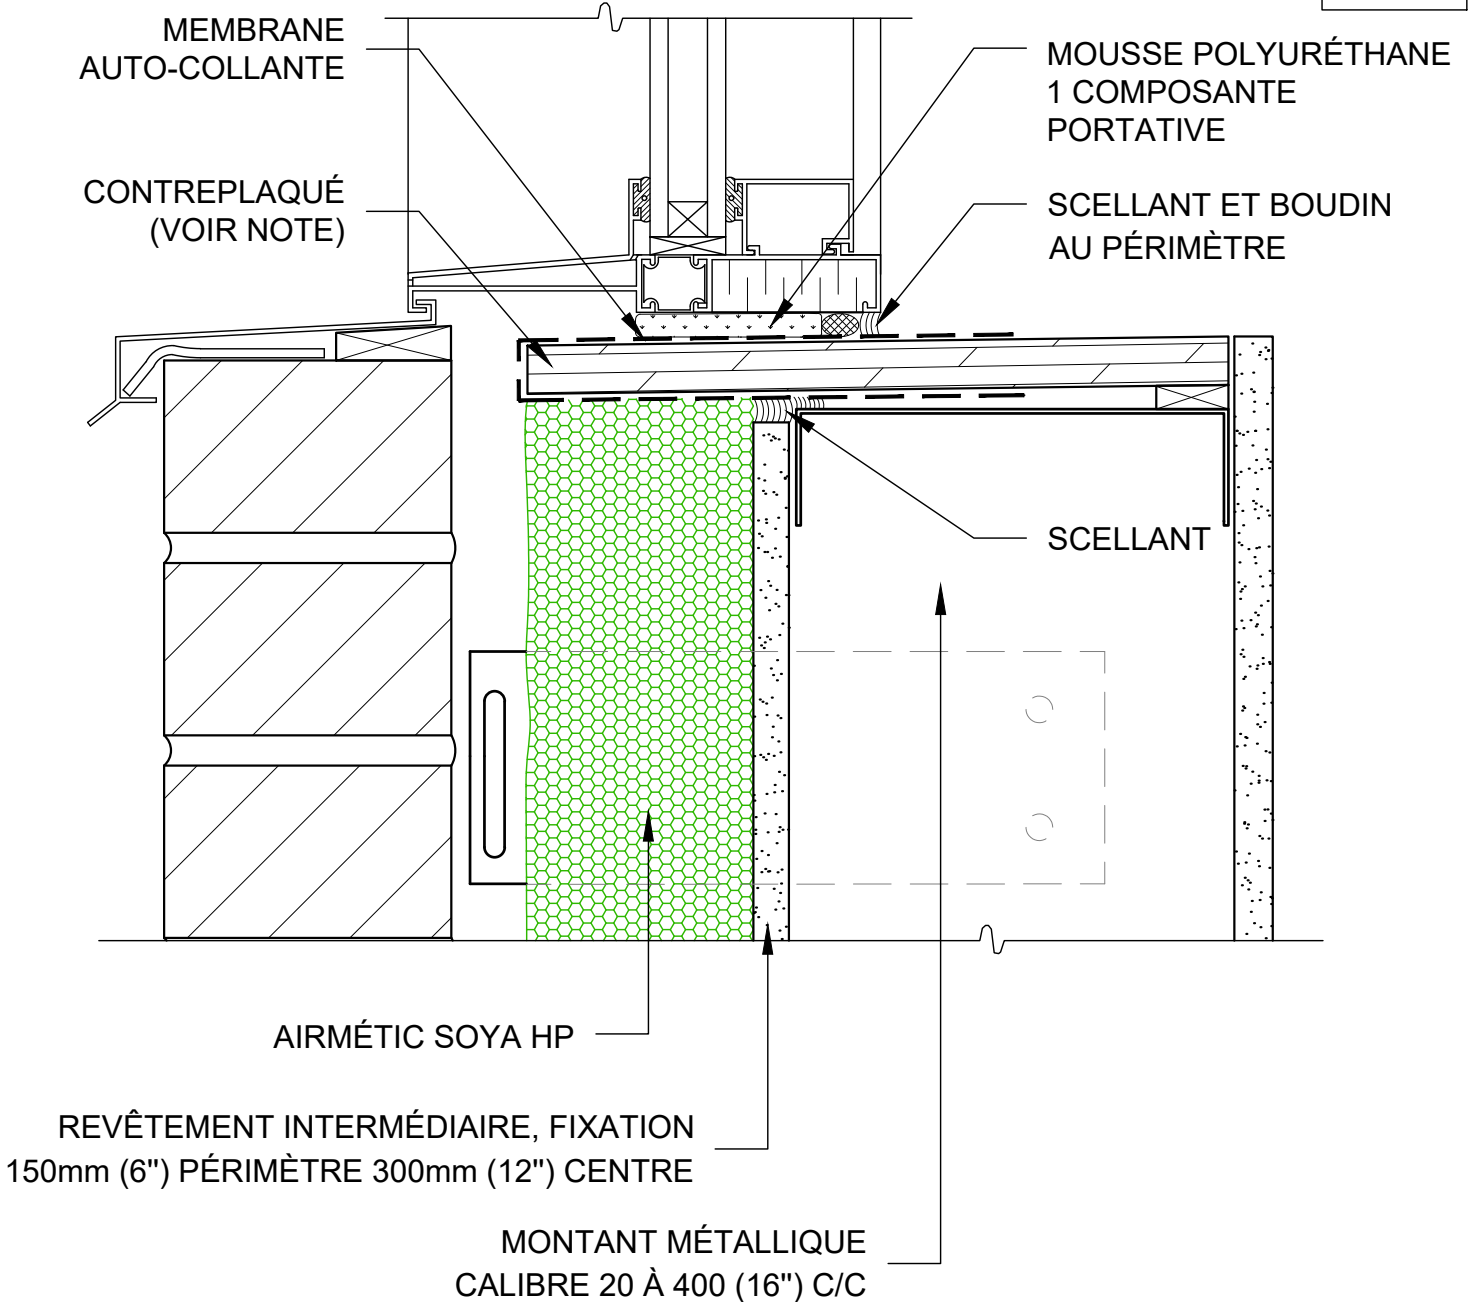 MEMBRANE
AUTO-COLLANTE
MOUSSE POLYURÉTHANE
1 COMPOSANTE
PORTATIVE
CONTREPLAQUÉ
(VOIR NOTE)
SCELLANT ET BOUDIN
AU PÉRIMÈTRE
SCELLANT
AIRMÉTIC SOYA HP
REVÊTEMENT INTERMÉDIAIRE, FIXATION
150mm (6") PÉRIMÈTRE 300mm (12") CENTRE
MONTANT MÉTALLIQUE
CALIBRE 20 À 400 (16") C/C